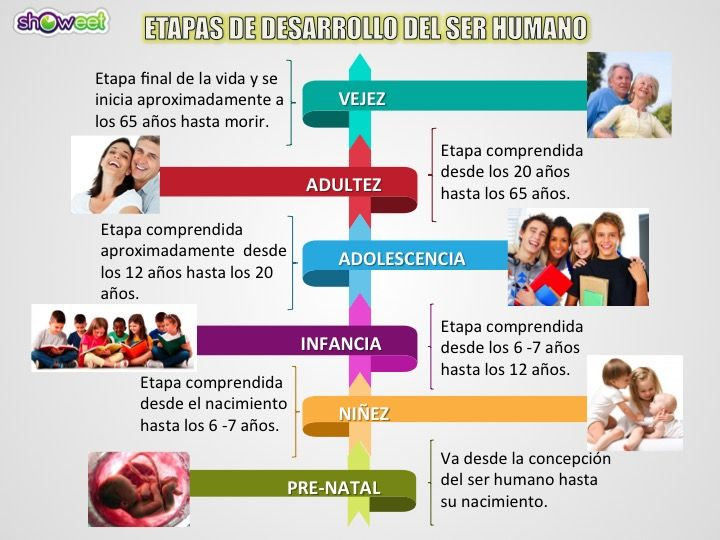 showeet
ETAPAS DE DESARROLLO DEL SER HUMANO
Etapa final de la vida y se
inicia aproximadamente a
los 65 años hasta morir.
VEJEZ
Etapa comprendida
desde los 20 años
hasta los 65 años.
ADULTEZ
Etapa comprendida
aproximadamente desde
los 12 años hasta los 20
años.
ADOLESCENCIA
Etapa comprendida
desde los 6 -7 años
hasta los 12 años.
INFANCIA
Etapa comprendida
desde el nacimiento
hasta los 6 -7 años.
NIÑEZ
Va desde la concepción
del ser humano hasta
su nacimiento.
PRE-NATAL